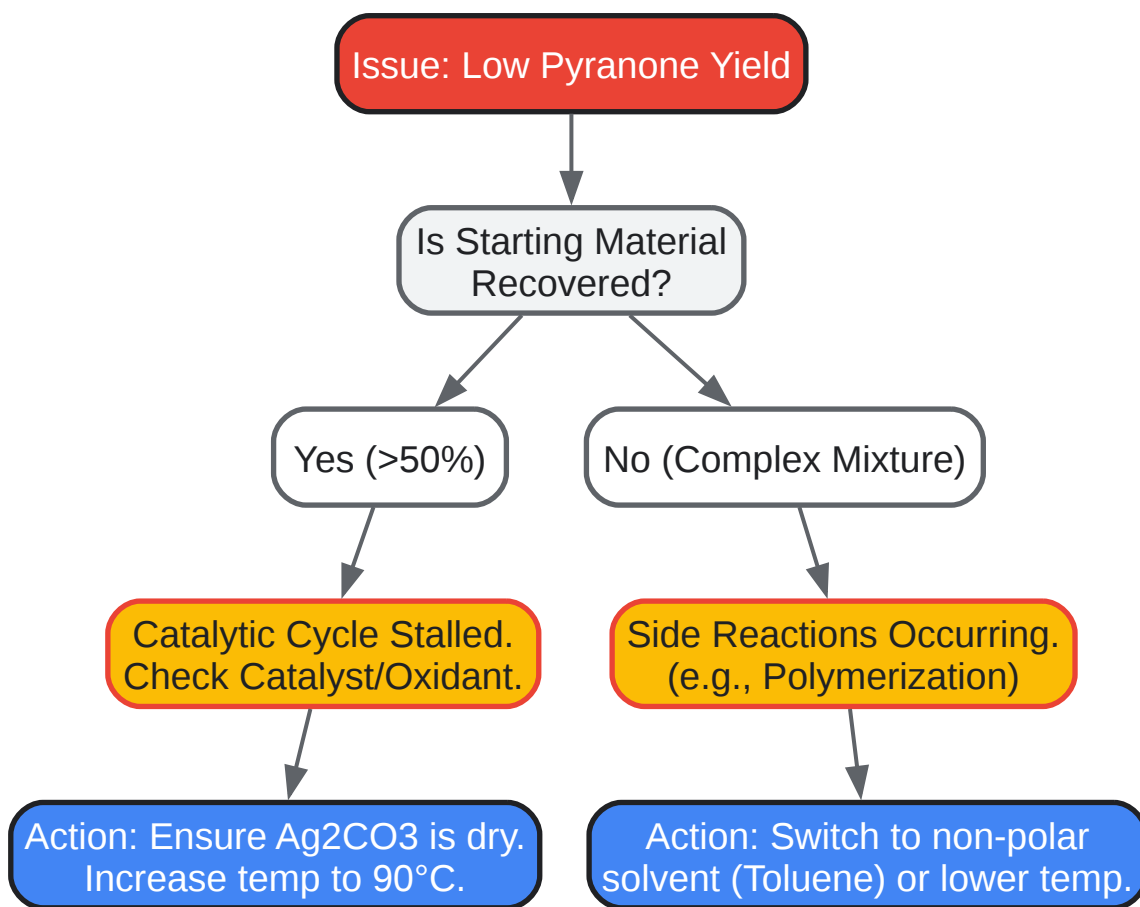 Issue: Low Pyranone Yield
Is Starting Material
Recovered?
Yes (>50%)
No (Complex Mixture)
Catalytic Cycle Stalled.
Check Catalyst/Oxidant.
Side Reactions Occurring.
(e.g., Polymerization)
Action: Ensure Ag2CO3 is dry.
Increase temp to 90°C.
Action: Switch to non-polar
solvent (Toluene) or lower temp.